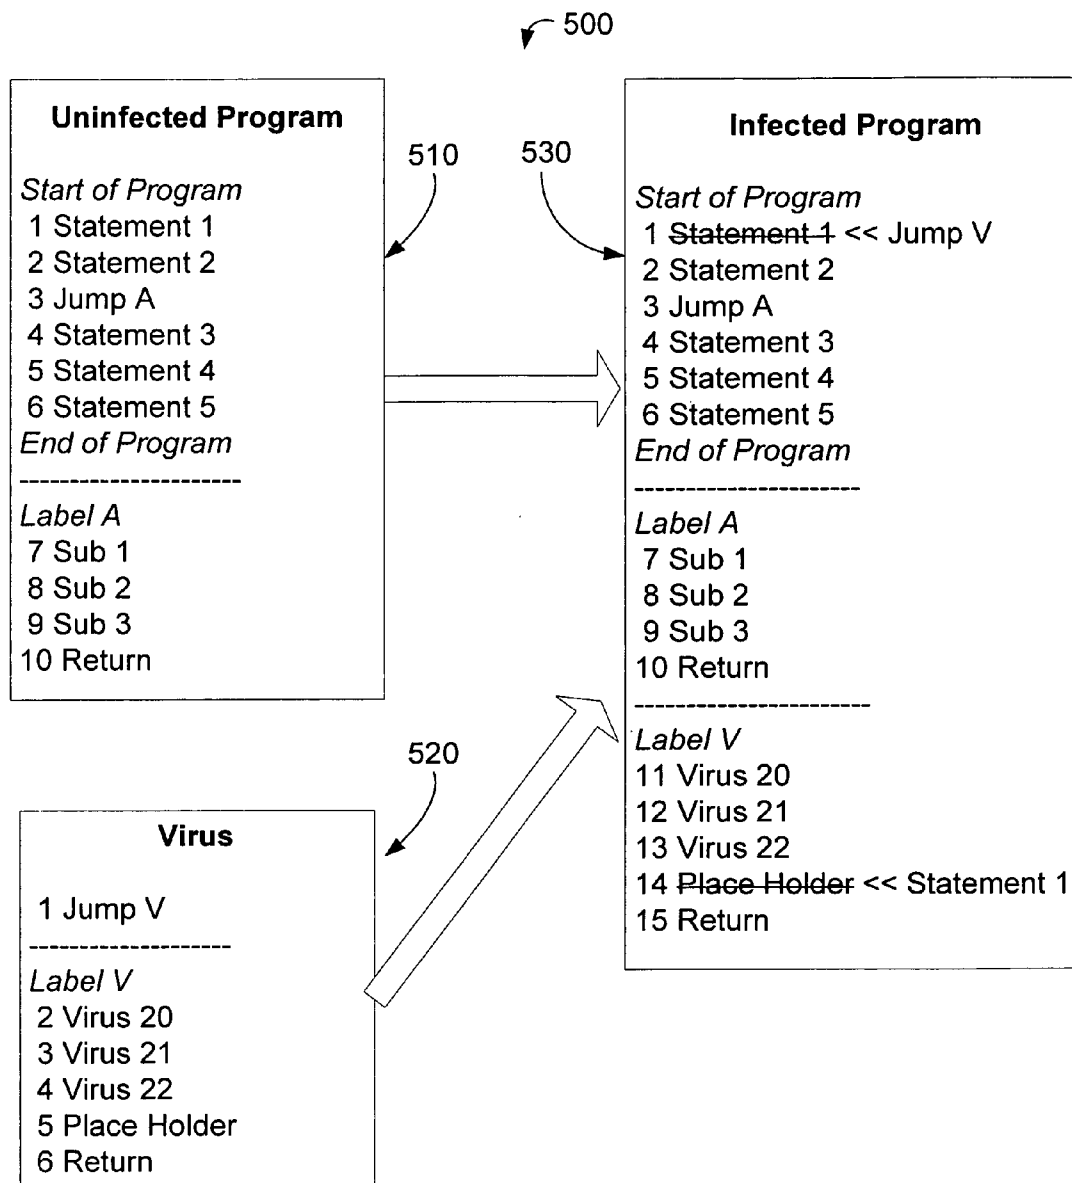 500
Uninfected Program
Start of Program
1 Statement 1
2 Statement 2
3 Jump A
4 Statement 3
5 Statement 4
6 Statement 5
End of Program
----------------------
Label A
7 Sub 1
8 Sub 2
9 Sub 3
10 Return
510
530
Infected Program
Start of Program
1 Statement 1 << Jump V
2 Statement 2
3 Jump A
4 Statement 3
5 Statement 4
6 Statement 5
End of Program
----------------------
Label A
7 Sub 1
8 Sub 2
9 Sub 3
10 Return
-----------------------
Label V
11 Virus 20
12 Virus 21
13 Virus 22
14 Place Holder << Statement 1
15 Return
520
Virus
1 Jump V
--------------------
Label V
2 Virus 20
3 Virus 21
4 Virus 22
5 Place Holder
6 Return